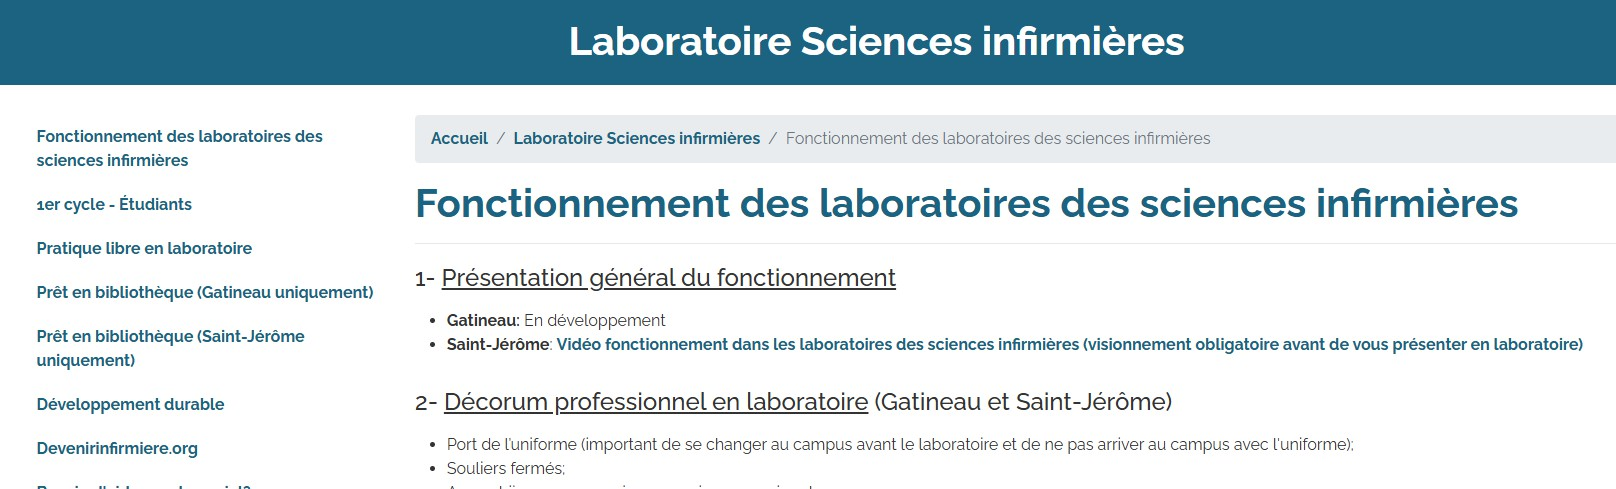 Laboratoire Sciences infirmières
Fonctionnement des laboratoires des
sciences infirmières
1er cycle - Étudiants
Pratique libre en laboratoire
Prêt en bibliothèque (Gatineau uniquement)
Prêt en bibliothèque (Saint-Jérôme
uniquement)
Développement durable
Devenirinfirmiere.org
Accueil / Laboratoire Sciences infirmières / Fonctionnement des laboratoires des sciences infirmières
Fonctionnement des laboratoires des sciences infirmières
1- Présentation général du fonctionnement
• Gatineau: En développement
• Saint-Jérôme: Vidéo fonctionnement dans les laboratoires des sciences infirmières (visionnement obligatoire avant de vous présenter en laboratoire)
2- Décorum professionnel en laboratoire (Gatineau et Saint-Jérôme)
• Port de l'uniforme (important de se changer au campus avant le laboratoire et de ne pas arriver au campus avec l'uniforme);
• Souliers fermés;